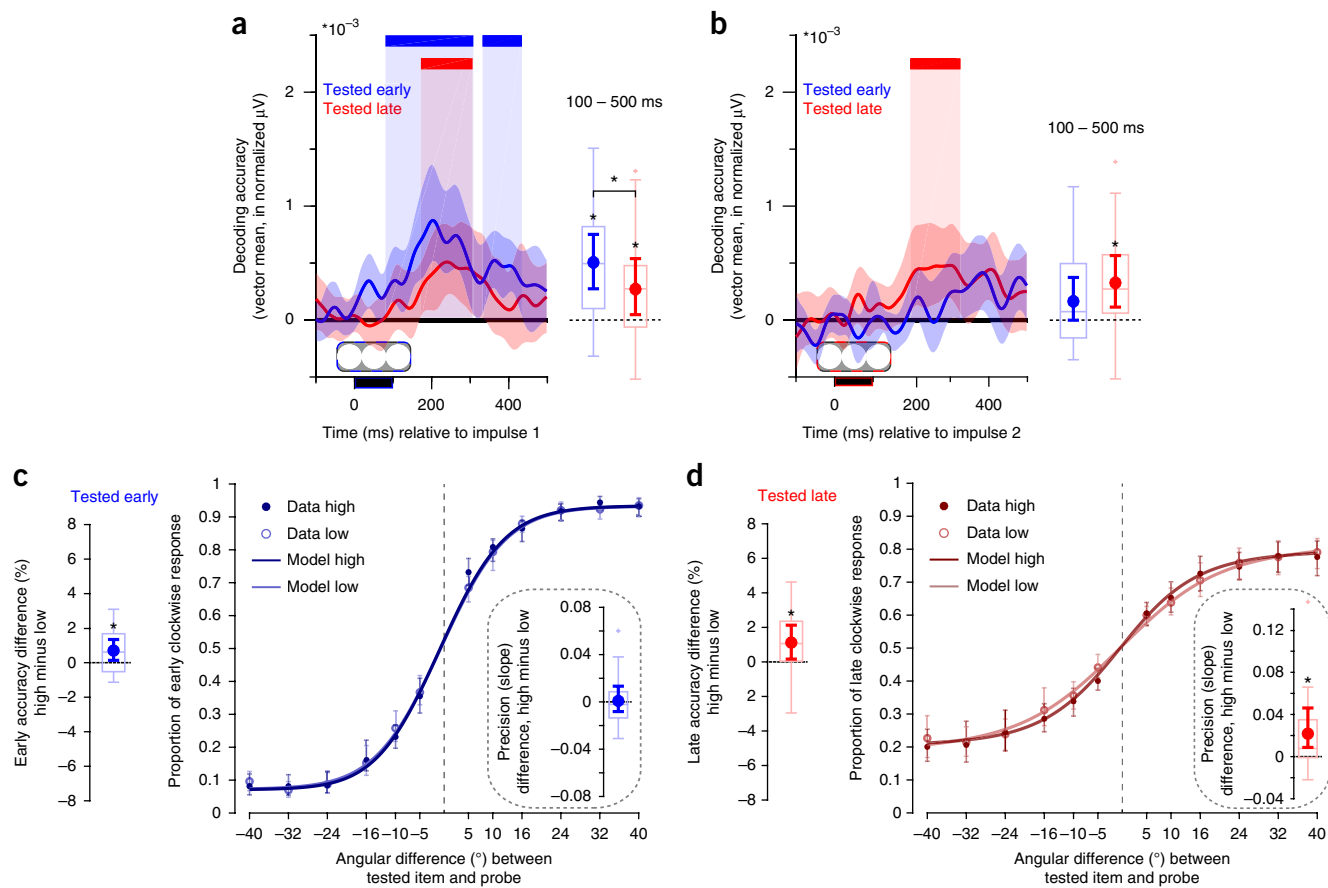 a
*10−3
2
1
0
Decoding accuracy
(vector mean, in normalized μV)
Tested early
Tested late
0
200
400
Time (ms) relative to impulse 1
100 – 500 ms
*
*
*
b
*10−3
2
1
0
Decoding accuracy
(vector mean, in normalized μV)
Tested early
Tested late
0
200
400
Time (ms) relative to impulse 2
100 – 500 ms
*
c
Tested early
8
6
4
2
0
−2
−4
−6
−8
Early accuracy difference (%)
high minus low
*
1
0.9
0.8
0.7
0.6
0.5
0.4
0.3
0.2
0.1
0
Proportion of early clockwise response
Data high
Data low
Model high
Model low
0.08
0.04
0
−0.04
−0.08
Precision (slope)
difference, high minus low
−40
−32
−24
−16
−10
−5
5
10
16
24
32
40
Angular difference (°) between
tested item and probe
d
Tested late
8
6
4
2
0
−2
−4
−6
−8
Late accuracy difference (%)
high minus low
*
1
0.9
0.8
0.7
0.6
0.5
0.4
0.3
0.2
0.1
0
Proportion of late clockwise response
Data high
Data low
Model high
Model low
0.12
0.08
0.04
0
−0.04
Precision (slope)
difference, high minus low
*
−40
−32
−24
−16
−10
−5
5
10
16
24
32
40
Angular difference (°) between
tested item and probe